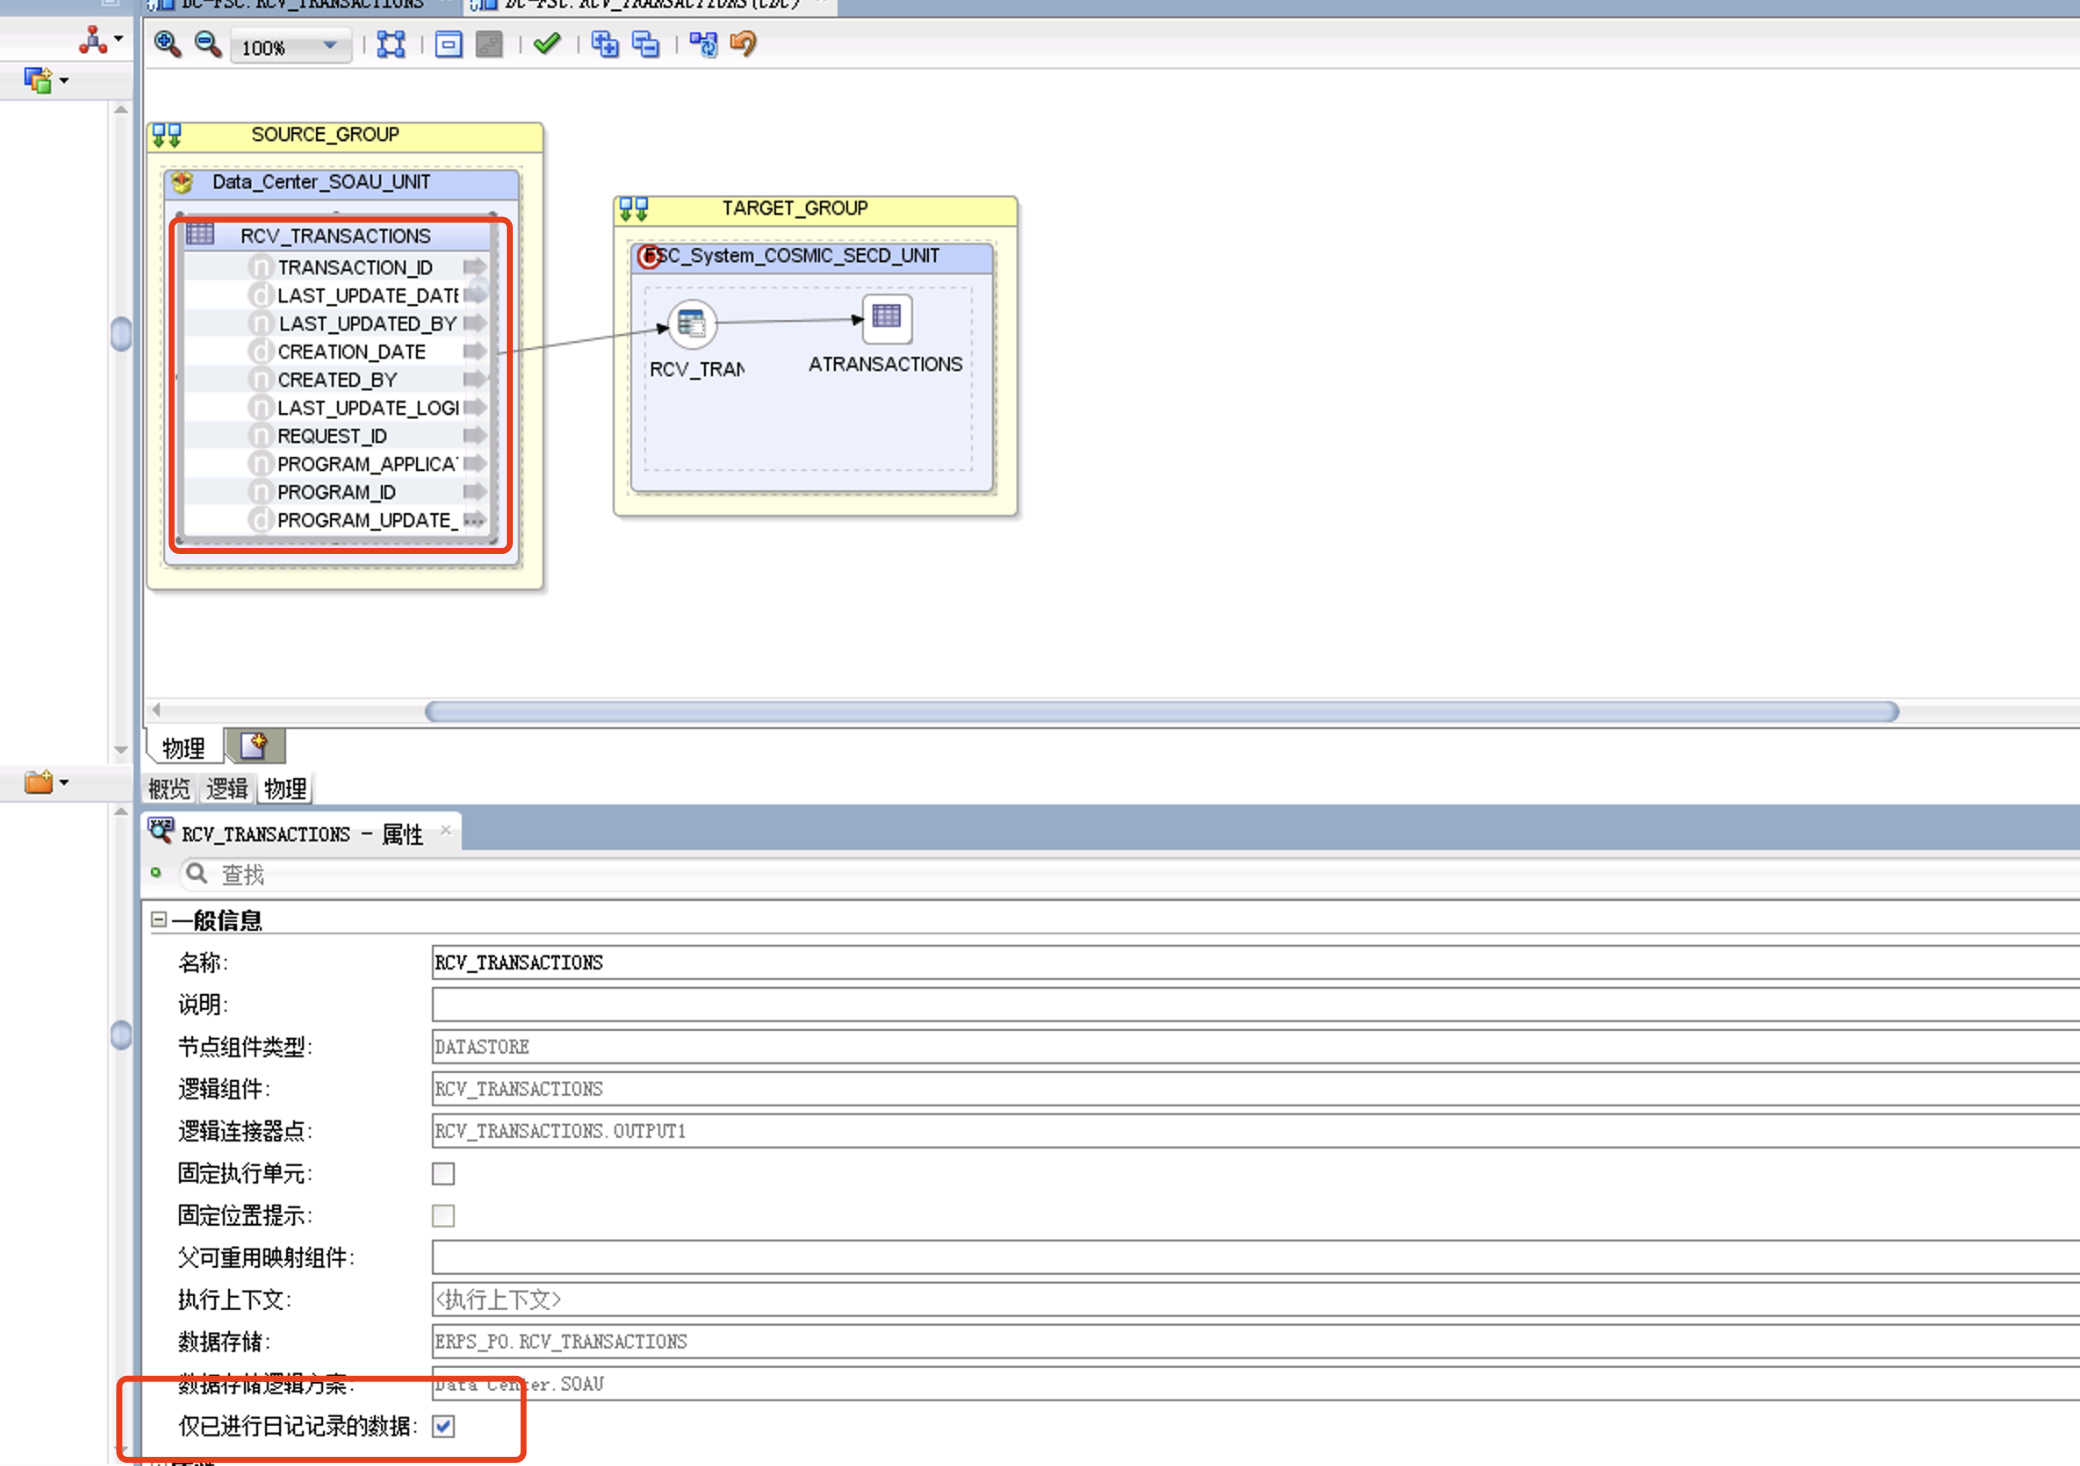 DC-FSC.RCV_TRANSACTIONS
DC-FSC.RCV_TRANSACTIONS(CDC)
100%
SOURCE_GROUP
Data_Center_SOAU_UNIT
RCV_TRANSACTIONS
TRANSACTION_ID
LAST_UPDATE_DATE
LAST_UPDATED_BY
CREATION_DATE
CREATED_BY
LAST_UPDATE_LOGI
REQUEST_ID
PROGRAM_APPLICA
PROGRAM_ID
PROGRAM_UPDATE_
TARGET_GROUP
FSC_System_COSMIC_SECD_UNIT
RCV_TRAN
ATRANSACTIONS
物理
概览 逻辑 物理
RCV_TRANSACTIONS - 属性
查找
一般信息
名称: RCV_TRANSACTIONS
说明:
节点组件类型: DATASTORE
逻辑组件: RCV_TRANSACTIONS
逻辑连接器点: RCV_TRANSACTIONS.OUTPUT1
固定执行单元:
固定位置提示:
父可重用映射组件:
执行上下文: <执行上下文>
数据存储: ERPS_PO.RCV_TRANSACTIONS
数据存储逻辑方案: Data Center.SOAU
仅已进行日记记录的数据: